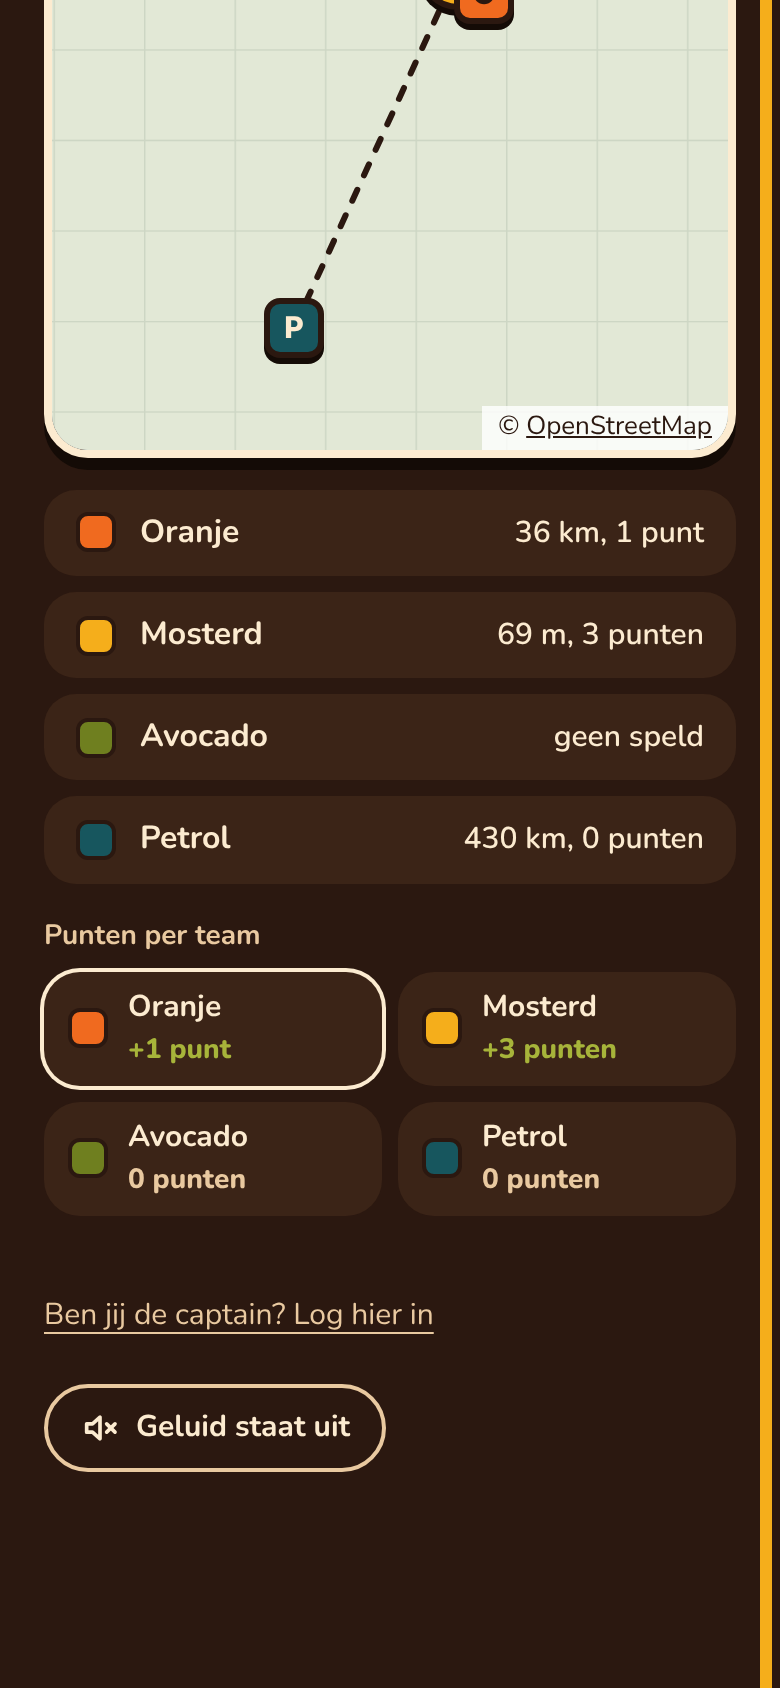 P
© OpenStreetMap
Oranje 36 km, 1 punt
Mosterd 69 m, 3 punten
Avocado geen speld
Petrol 430 km, 0 punten
Punten per team
Oranje
+1 punt
Mosterd
+3 punten
Avocado
0 punten
Petrol
0 punten
Ben jij de captain? Log hier in
Geluid staat uit